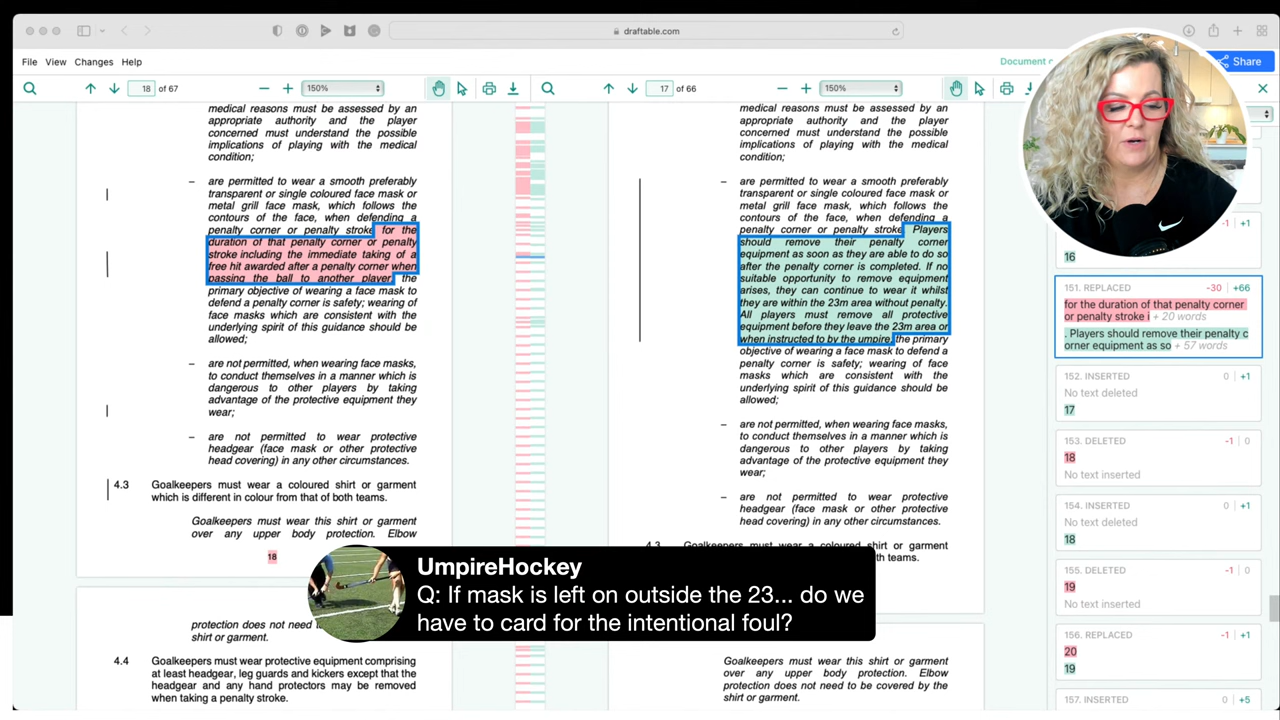 draftable.com
File View Changes Help
Document
Share
18 of 67
150%
17 of 66
150%
medical reasons must be assessed by an
appropriate authority and the player
concerned must understand the possible
implications of playing with the medical
condition;
– are permitted to wear a smooth preferably
transparent or single coloured face mask or
metal grill face mask, which follows the
contours of the face, when defending a
penalty corner or penalty stroke for the
duration of that penalty corner or penalty
stroke including the immediate taking of a
free hit awarded after a penalty corner when
passing the ball to another player; the
primary objective of wearing a face mask to
defend a penalty corner is safety; wearing of
face masks which are consistent with the
underlying spirit of this guidance should be
allowed;
– are not permitted, when wearing face masks,
to conduct themselves in a manner which is
dangerous to other players by taking
advantage of the protective equipment they
wear;
– are not permitted to wear protective
headgear (face mask or other protective
head covering) in any other circumstances.
4.3 Goalkeepers must wear a coloured shirt or garment
which is different in colour from that of both teams.
Goalkeepers must wear this shirt or garment
over any upper body protection. Elbow
18
protection does not need
shirt or garment.
4.4 Goalkeepers must wear protective equipment comprising
at least headgear, leg guards and kickers except that the
headgear and any hand protectors may be removed
when taking a penalty stroke.
medical reasons must be assessed by an
appropriate authority and the player
concerned must understand the possible
implications of playing with the medical
condition;
– are permitted to wear a smooth preferably
transparent or single coloured face mask or
metal grill face mask, which follows the
contours of the face, when defending a
penalty corner or penalty stroke. Players
should remove their penalty corner
equipment as soon as they are able to do so
after the penalty corner is completed. If no
suitable opportunity to remove equipment
arises, they can continue to wear it whilst
they are within the 23m area without penalty.
All players must remove all protective
equipment before they leave the 23m area or
when instructed to by the umpire; the primary
objective of wearing a face mask to defend a
penalty corner is safety; wearing of face
masks which are consistent with the
underlying spirit of this guidance should be
allowed;
– are not permitted, when wearing face masks,
to conduct themselves in a manner which is
dangerous to other players by taking
advantage of the protective equipment they
wear;
– are not permitted to wear protective
headgear (face mask or other protective
head covering) in any other circumstances.
4.3 Goalkeepers must wear a coloured shirt or garment
teams.
Goalkeepers must wear this shirt or garment
over any upper body protection. Elbow
protection does not need to be covered by the
shirt or garment.
-1 +1
16
151. REPLACED -30 +66
for the duration of that penalty corner
or penalty stroke i + 20 words
. Players should remove their penalty c
orner equipment as so + 57 words
152. INSERTED 0 +1
No text deleted
17
153. DELETED -1 0
18
No text inserted
154. INSERTED 0 +1
No text deleted
18
155. DELETED -1 0
19
No text inserted
156. REPLACED -1 +1
20
19
157. INSERTED 0 +5
UmpireHockey
Q: If mask is left on outside the 23... do we
have to card for the intentional foul?